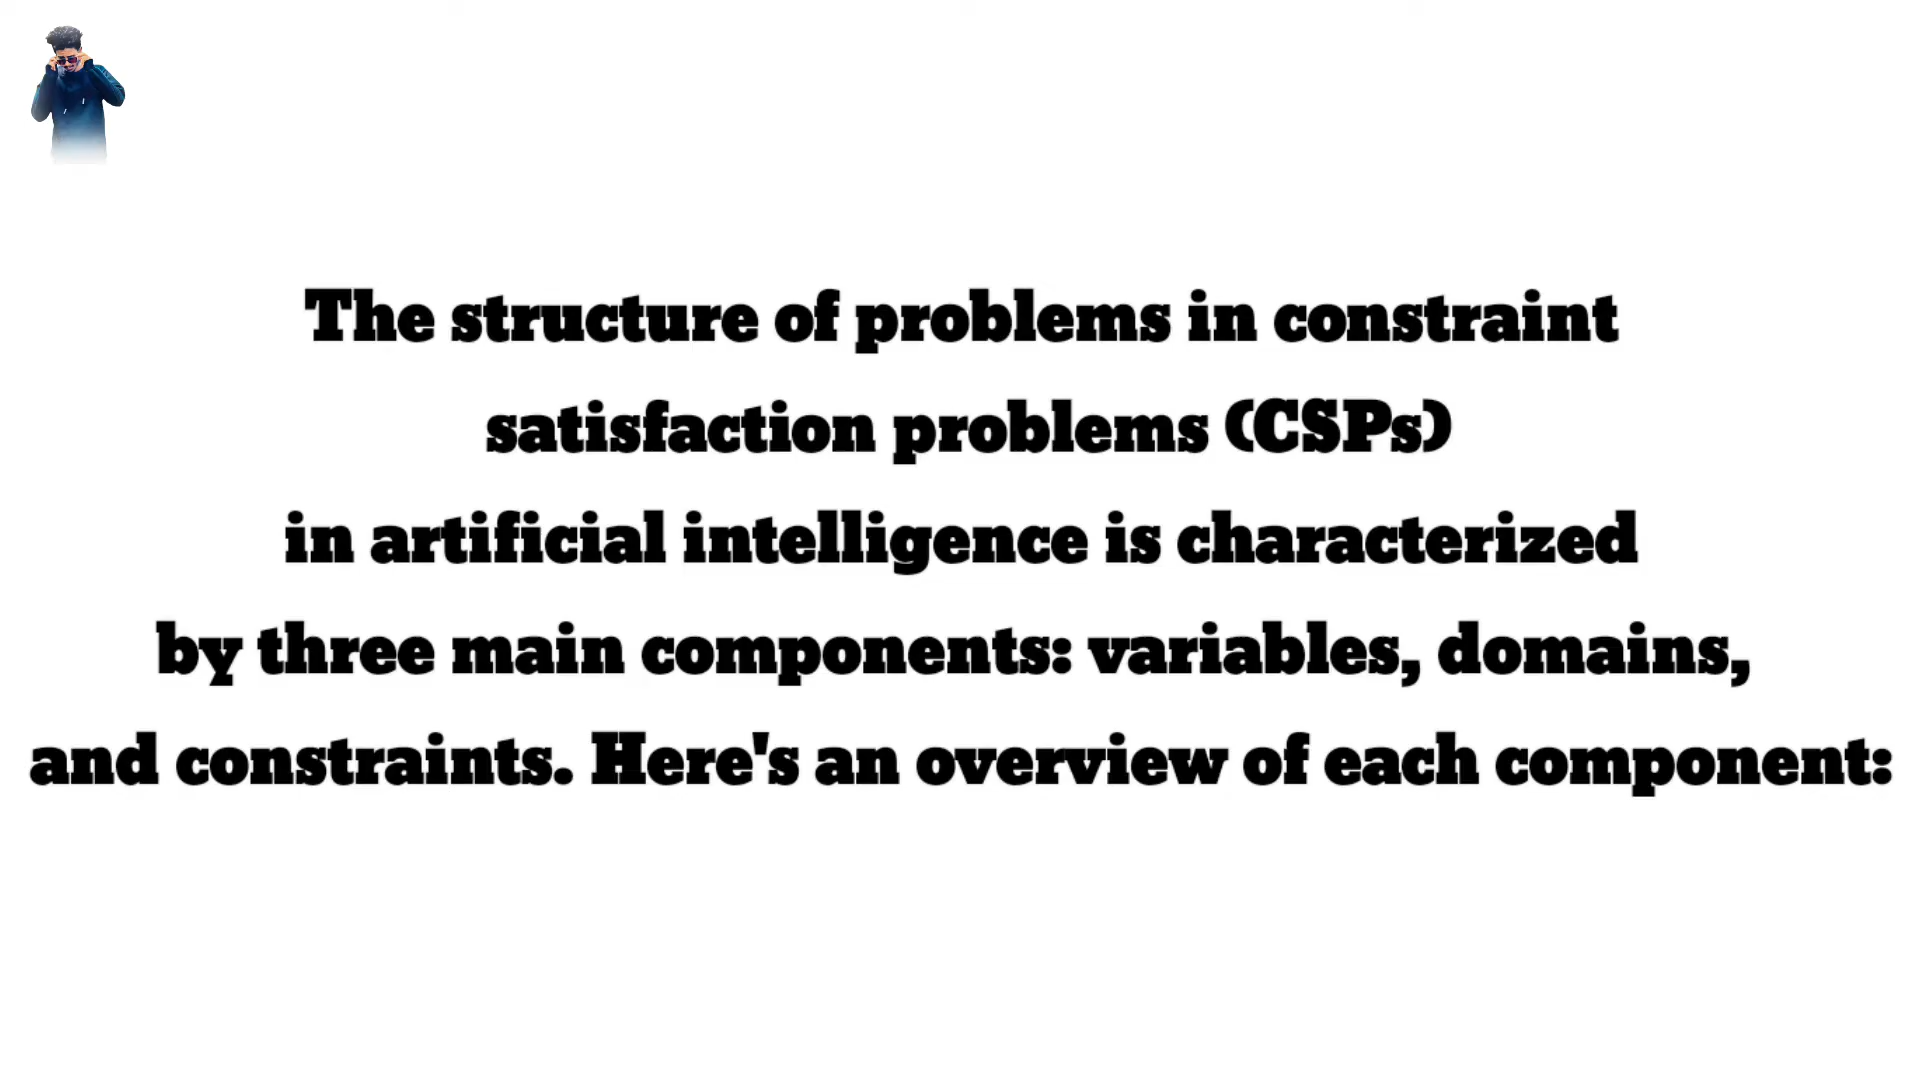 The structure of problems in constraint
satisfaction problems (CSPs)
in artificial intelligence is characterized
by three main components: variables, domains,
and constraints. Here's an overview of each component: